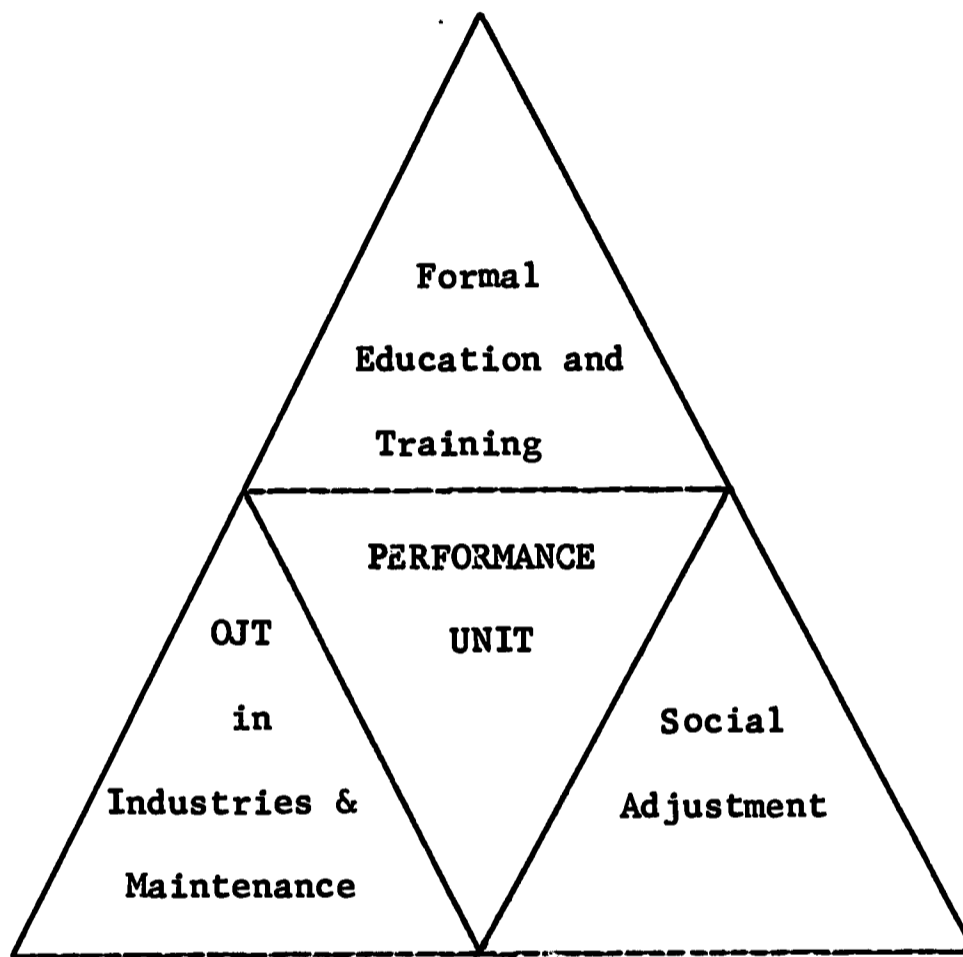 Formal
Education and
Training
PERFORMANCE
UNIT
OJT
in
Industries &
Maintenance
Social
Adjustment